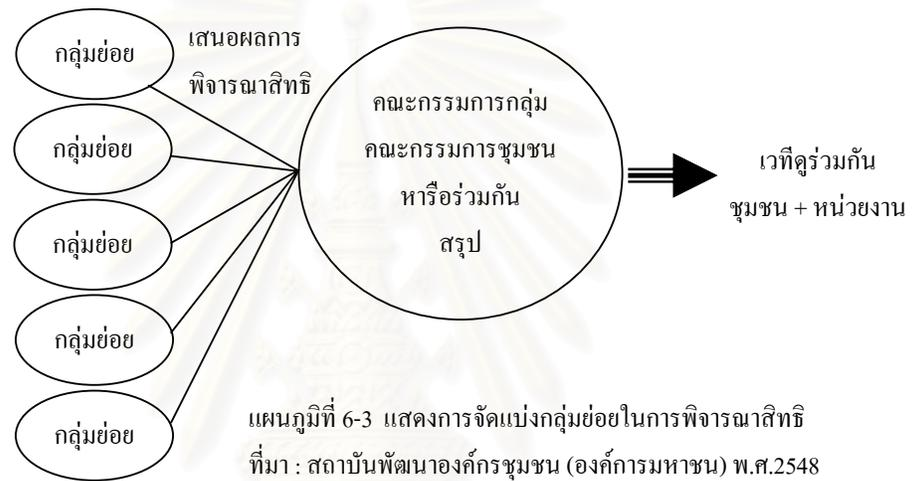 กลุ่มย่อย
กลุ่มย่อย
กลุ่มย่อย
กลุ่มย่อย
กลุ่มย่อย
เสนอผลการ
พิจารณาสิทธิ
คณะกรรมการกลุ่ม
คณะกรรมการชุมชน
หารือร่วมกัน
สรุป
เวทีดูร่วมกัน
ชุมชน + หน่วยงาน
แผนภูมิที่ 6-3 แสดงการจัดแบ่งกลุ่มย่อยในการพิจารณาสิทธิ
ที่มา : สถาบันพัฒนาองค์กรชุมชน (องค์การมหาชน) พ.ศ.2548